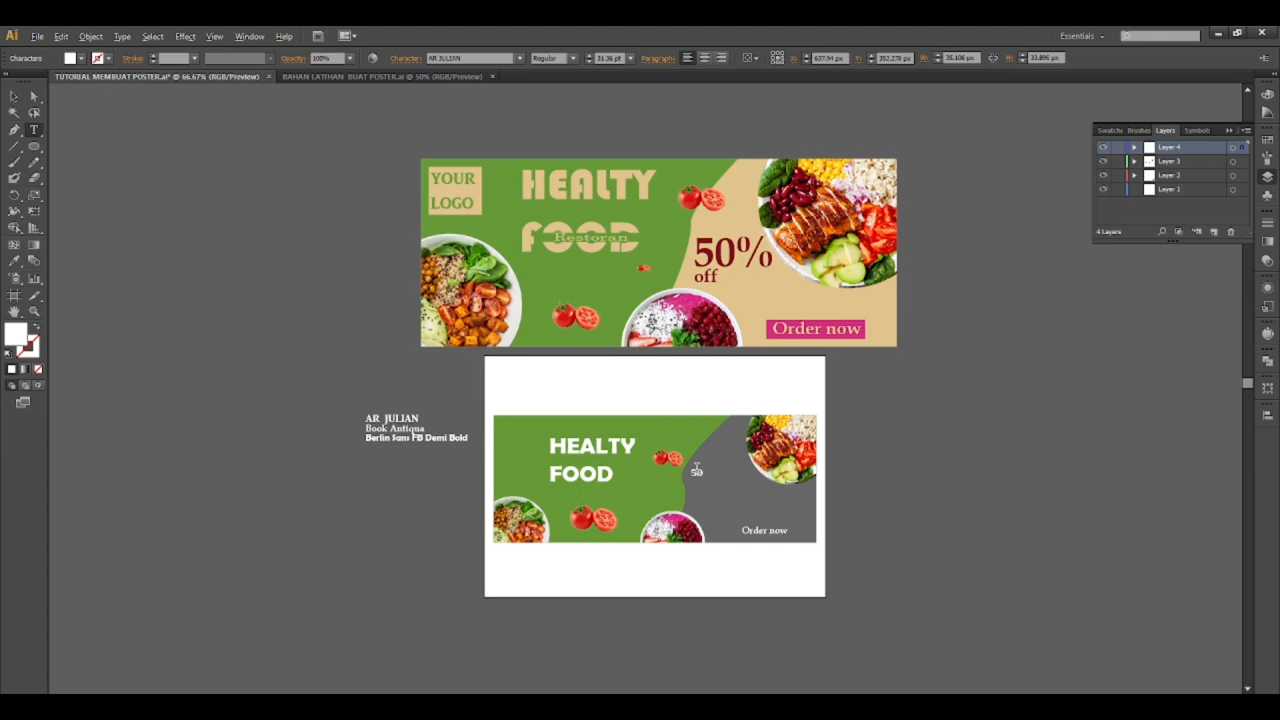 Ai File Edit Object Type Select Effect View Window Help Essentials
Characters Stroke: Opacity: 100% Character: AR JULIAN Regular 31.36 pt Paragraph: X: 637.94 px Y: 352.278 px W: 35.106 px H: 33.896 px
TUTORIAL MEMBUAT POSTER.ai* @ 66.67% (RGB/Preview) × BAHAN LATIHAN BUAT POSTER.ai @ 50% (RGB/Preview) ×
Swatche Brushes Layers Symbols
Layer 4
Layer 3
Layer 2
Layer 1
4 Layers
YOUR
LOGO
HEALTY
FOOD
Restoran
50%
off
Order now
AR JULIAN
Book Antiqua
Berlin Sans FB Demi Bold
HEALTY
FOOD
50
Order now